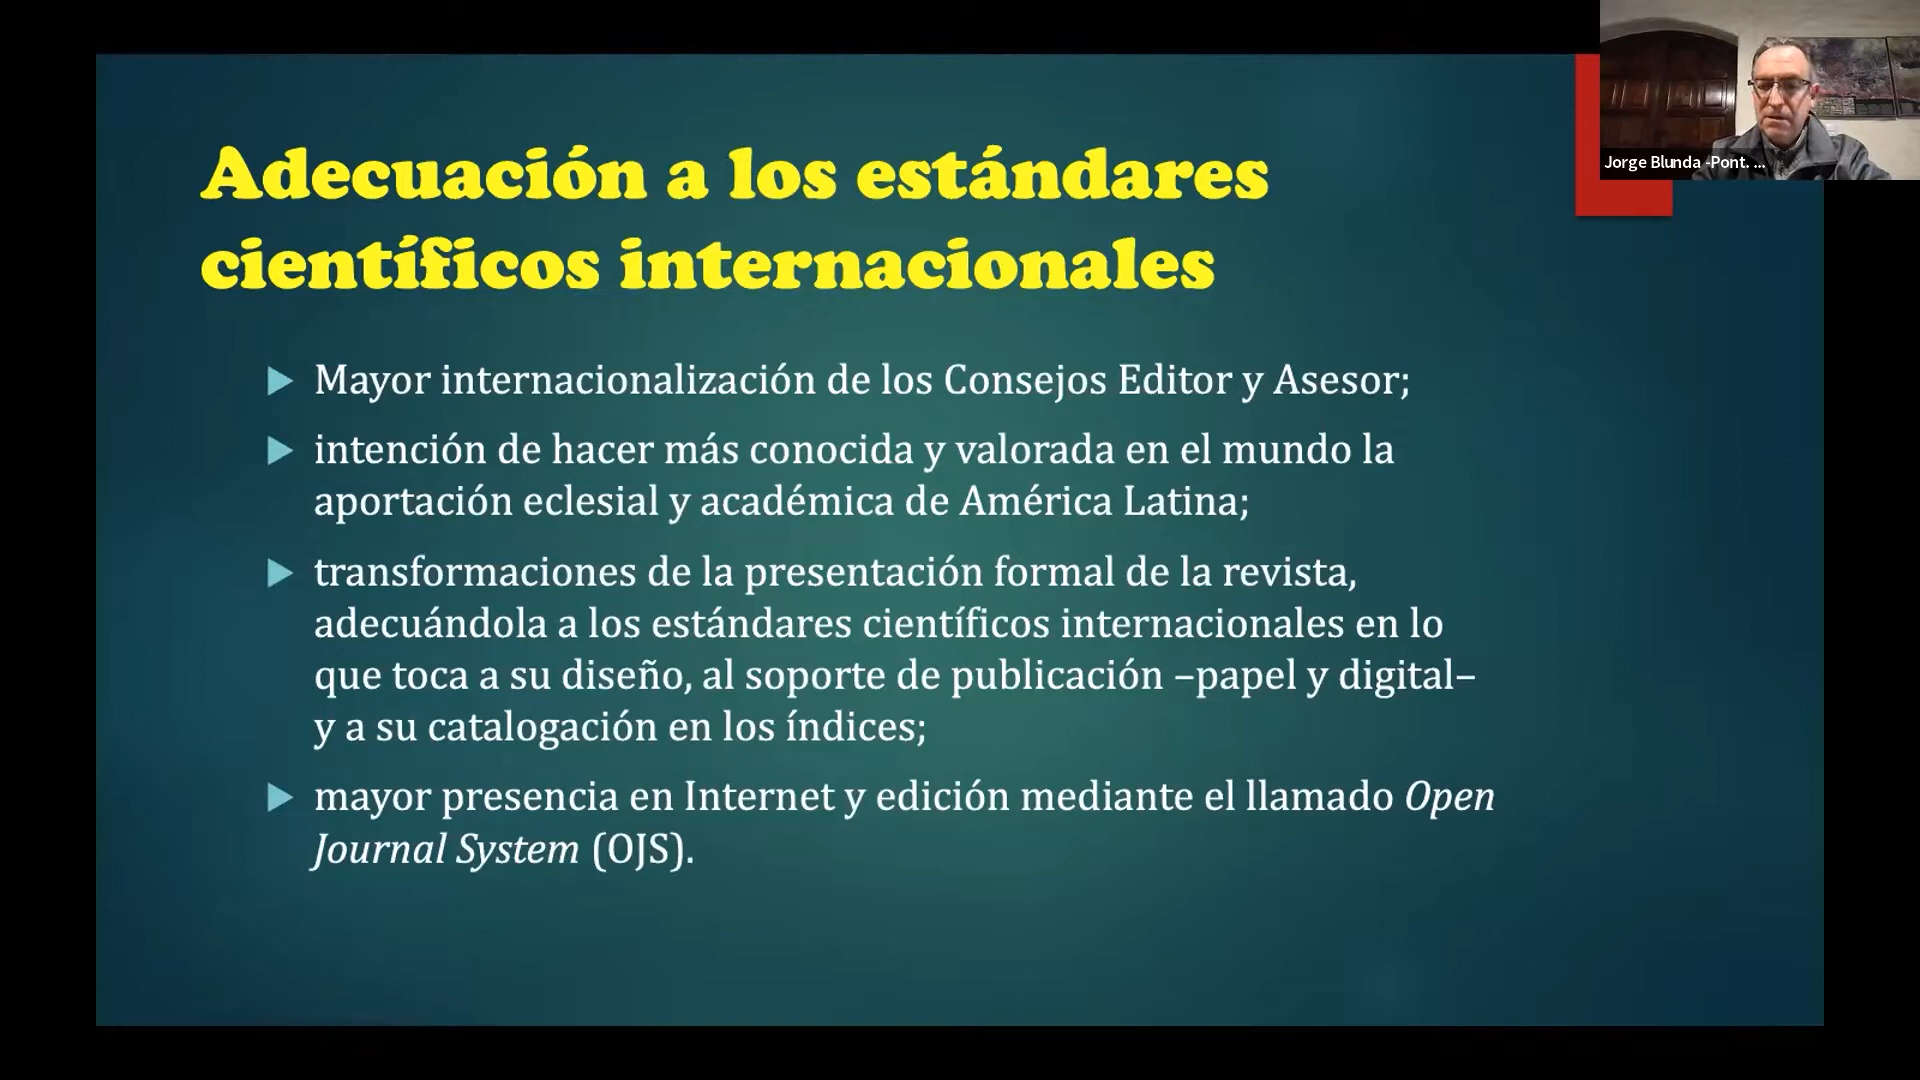 Adecuación a los estándares
científicos internacionales
Mayor internacionalización de los Consejos Editor y Asesor;
intención de hacer más conocida y valorada en el mundo la
aportación eclesial y académica de América Latina;
transformaciones de la presentación formal de la revista,
adecuándola a los estándares científicos internacionales en lo
que toca a su diseño, al soporte de publicación –papel y digital–
y a su catalogación en los índices;
mayor presencia en Internet y edición mediante el llamado Open
Journal System (OJS).
Jorge Blunda -Pont. ...